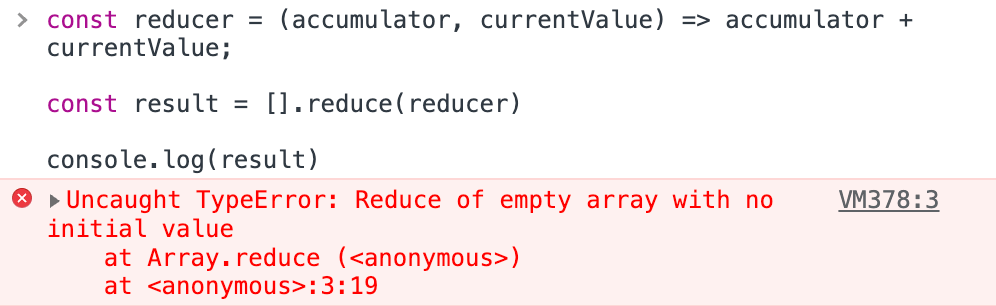 > const reducer = (accumulator, currentValue) => accumulator +
currentValue;
const result = [].reduce(reducer)
console.log(result)
▶Uncaught TypeError: Reduce of empty array with no VM378:3
initial value
at Array.reduce (<anonymous>)
at <anonymous>:3:19